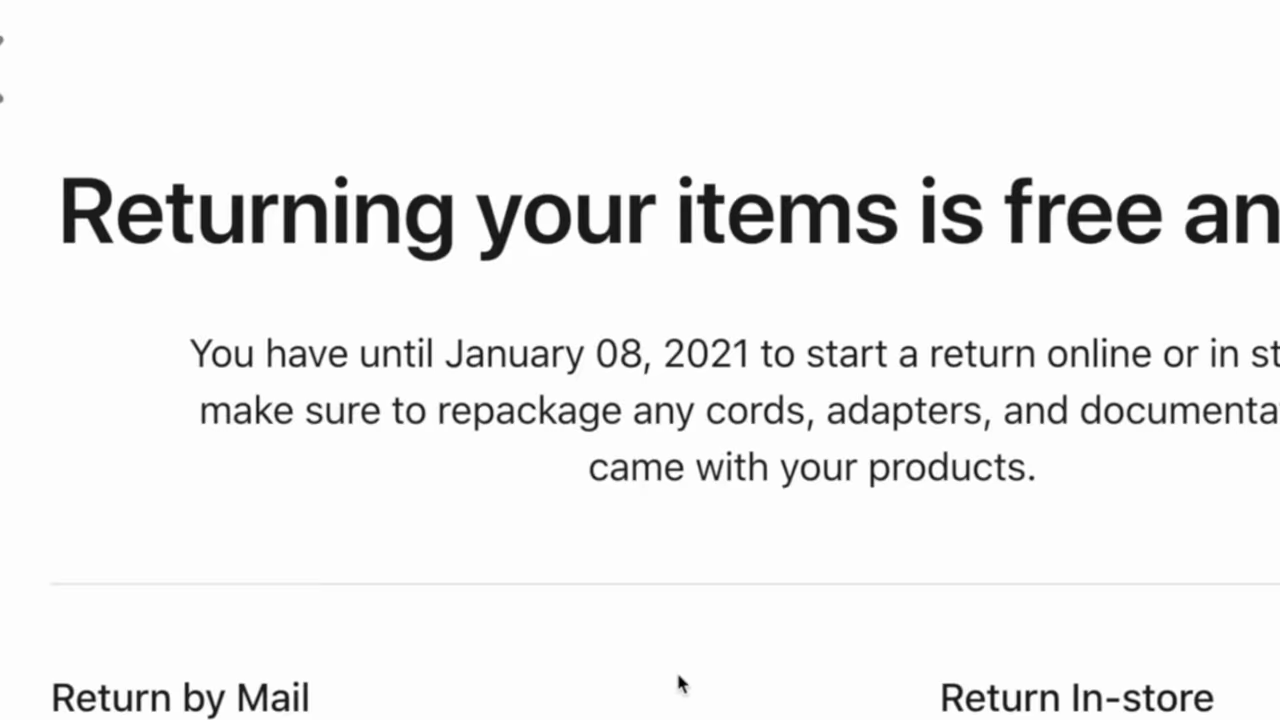 Returning your items is free an
You have until January 08, 2021 to start a return online or in st
make sure to repackage any cords, adapters, and documenta
came with your products.
Return by Mail
Return In-store